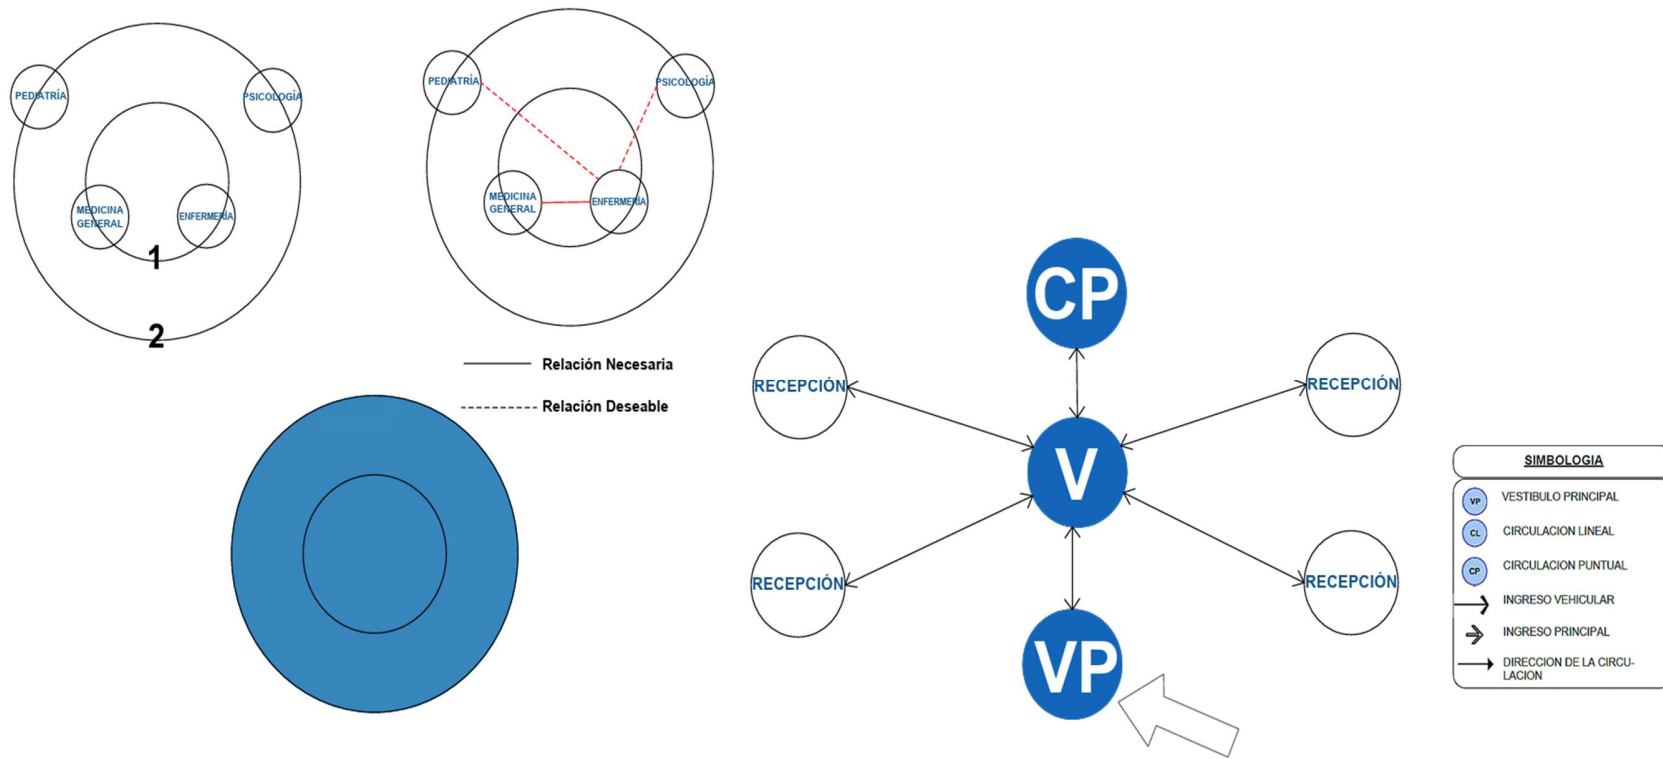 PEDIATRÍA
PSICOLOGÍA
MEDICINA
GENERAL
ENFERMERÍA
1
2
PEDIATRÍA
PSICOLOGÍA
MEDICINA
GENERAL
ENFERMERÍA
Relación Necesaria
Relación Deseable
CP
RECEPCIÓN
RECEPCIÓN
V
RECEPCIÓN
RECEPCIÓN
VP
SIMBOLOGIA
VP VESTIBULO PRINCIPAL
CL CIRCULACION LINEAL
CP CIRCULACION PUNTUAL
INGRESO VEHICULAR
INGRESO PRINCIPAL
DIRECCION DE LA CIRCU-
LACION